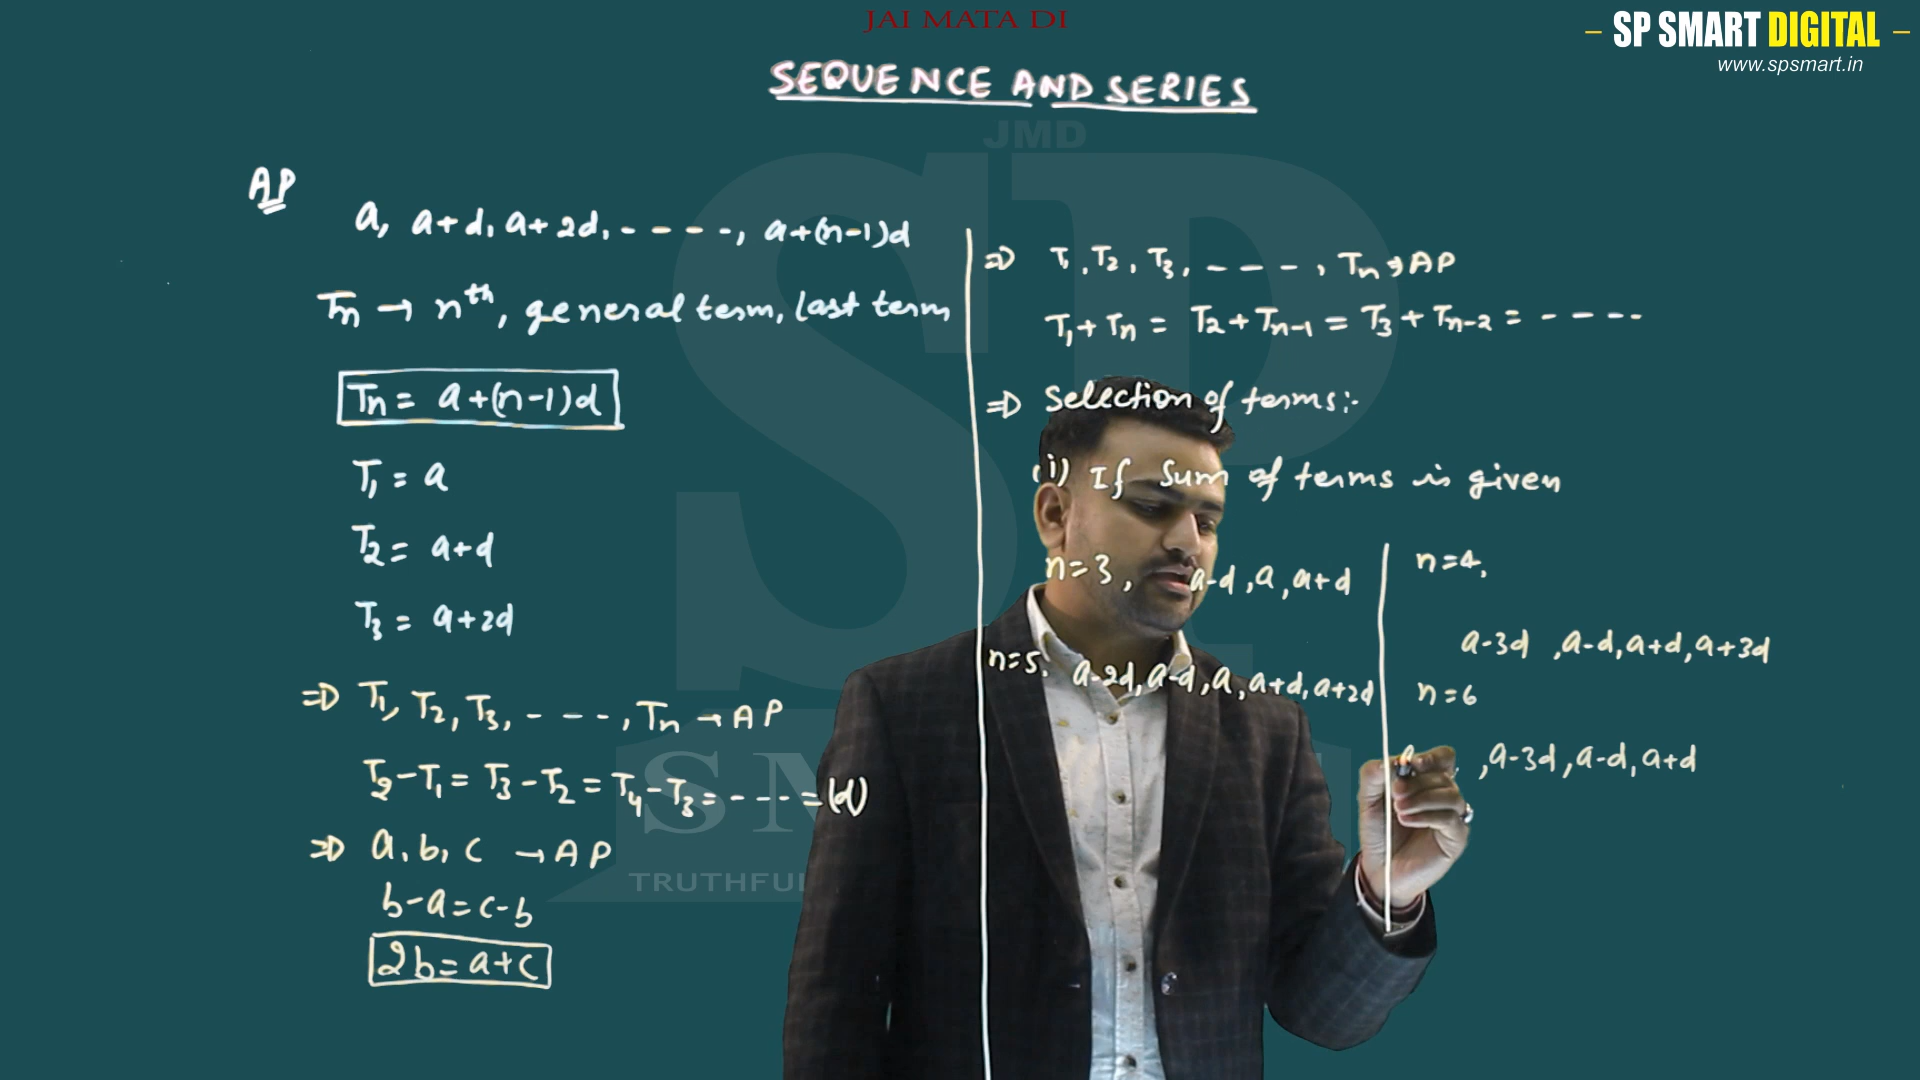 JAI MATA DI
SP SMART DIGITAL
www.spsmart.in
SEQUENCE AND SERIES
JMD
AP
a, a+d, a+2d, - - - -, a+(n-1)d
Tn → nth, general term, last term
Tn = a+(n-1)d
T1 = a
T2 = a+d
T3 = a+2d
⇒ T1, T2, T3, - - - -, Tn → AP
T2-T1 = T3-T2 = T4-T3 = - - - = (d)
⇒ a, b, c → AP
b-a = c-b
2b = a+c
⇒ T1, T2, T3, - - - -, Tn → AP
T1+Tn = T2+Tn-1 = T3+Tn-2 = - - - -
⇒ Selection of terms:-
(i) If Sum of terms is given
n=3, a-d, a, a+d
n=5, a-2d, a-d, a, a+d, a+2d
n=4,
a-3d, a-d, a+d, a+3d
n=6
, a-3d, a-d, a+d